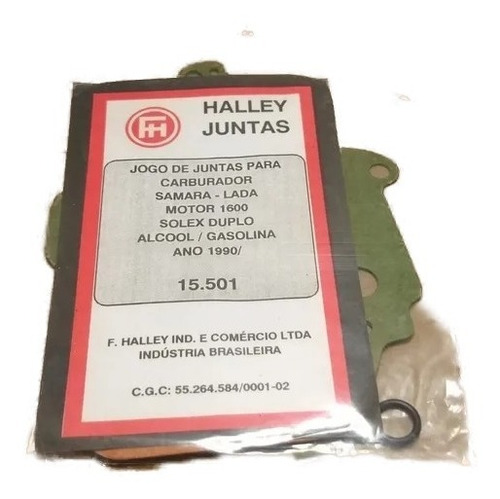 FH
HALLEY
JUNTAS
JOGO DE JUNTAS PARA
CARBURADOR
SAMARA - LADA
MOTOR 1600
SOLEX DUPLO
ALCOOL / GASOLINA
ANO 1990/
15.501
F. HALLEY IND. E COMÉRCIO LTDA
INDÚSTRIA BRASILEIRA
C.G.C: 55.264.584/0001-02